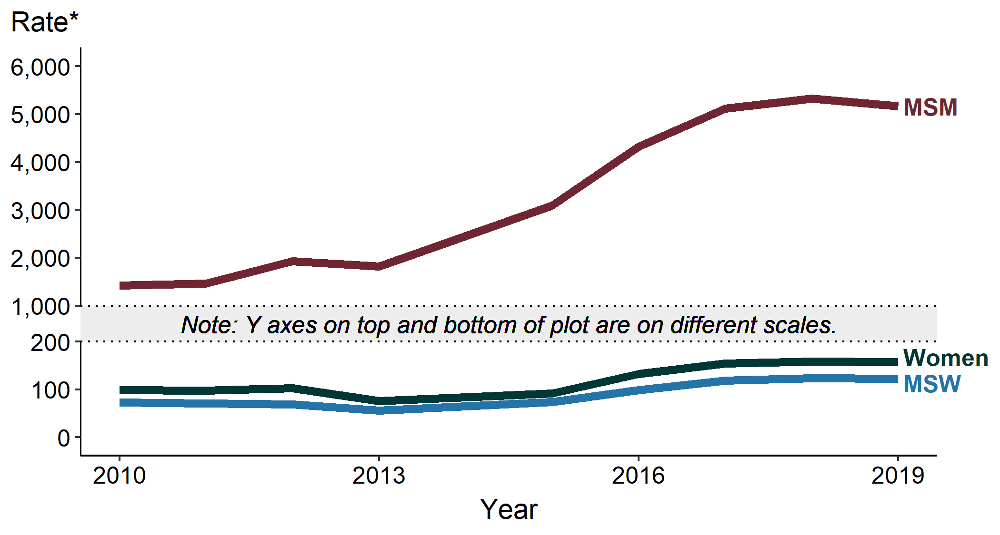 Rate*
6,000
5,000
4,000
3,000
2,000
1,000
200
100
0
MSM
Note: Y axes on top and bottom of plot are on different scales.
Women
MSW
2010 2013 2016 2019
Year